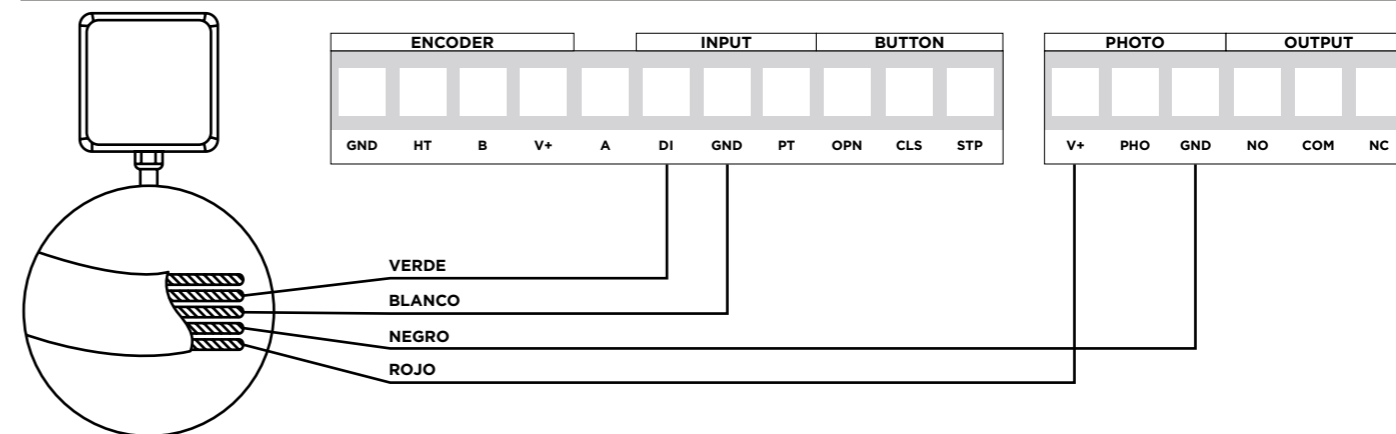 ENCODER INPUT BUTTON PHOTO OUTPUT
GND HT B V+ A DI GND PT OPN CLS STP V+ PHO GND NO COM NC
VERDE
BLANCO
NEGRO
ROJO